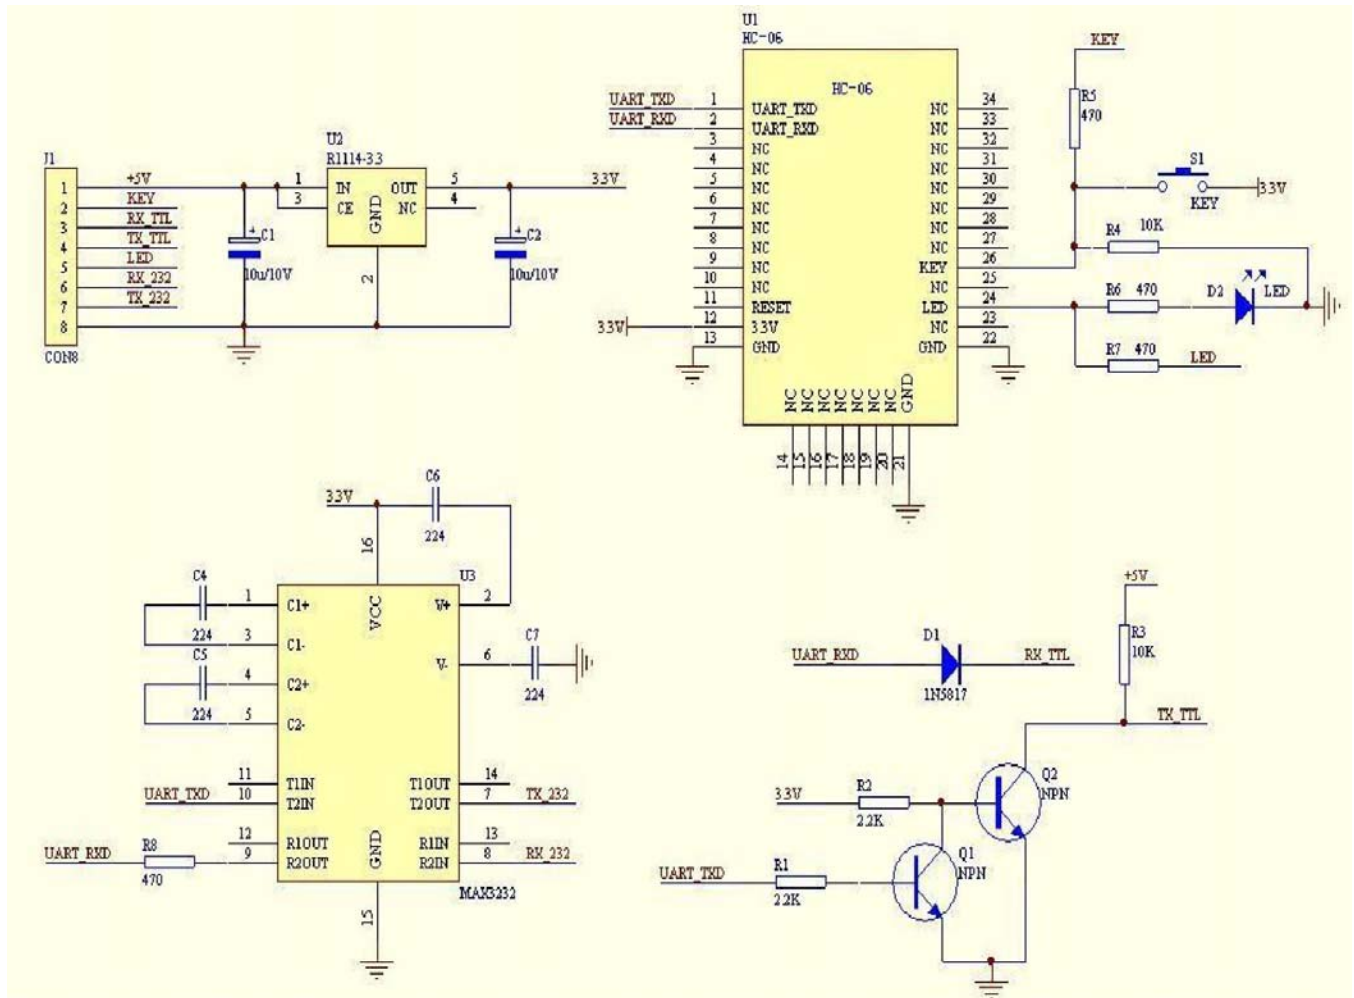 U1
HC-06
HC-06
UART_TXD 1 UART_TXD NC 34
UART_RXD 2 UART_RXD NC 33
3 NC NC 32
4 NC NC 31
5 NC NC 30
6 NC NC 29
7 NC NC 28
8 NC NC 27
9 NC KEY 26
10 NC NC 25
11 RESET LED 24
3.3V 12 3.3V NC 23
13 GND GND 22
NC NC NC NC NC NC NC GND
14 15 16 17 18 19 20 21
KEY
R5
470
S1
KEY
3.3V
R4 10K
R6 470 D2 LED
R7 470 LED
J1
1 +5V
2 KEY
3 RX_TTL
4 TX_TTL
5 LED
6 RX_232
7 TX_232
8
CON8
U2
R1114-3.3
1 IN OUT 5 3.3V
3 CE NC 4
GND
2
C1
10u/10V
C2
10u/10V
3.3V
C6
224
16
U3
C4
224
1 C1+ VCC V+ 2
3 C1-
C5
224
4 C2+
5 C2-
V- 6
C7
224
11 T1IN T1OUT 14
UART_TXD 10 T2IN T2OUT 7 TX_232
12 R1OUT R1IN 13
UART_RXD R8 9 R2OUT GND R2IN 8 RX_232
470
MAX3232
15
+5V
R3
10K
D1
UART_RXD RX_TTL
1N5817
TX_TTL
Q2
NPN
3.3V R2
2.2K
Q1
NPN
UART_TXD R1
2.2K